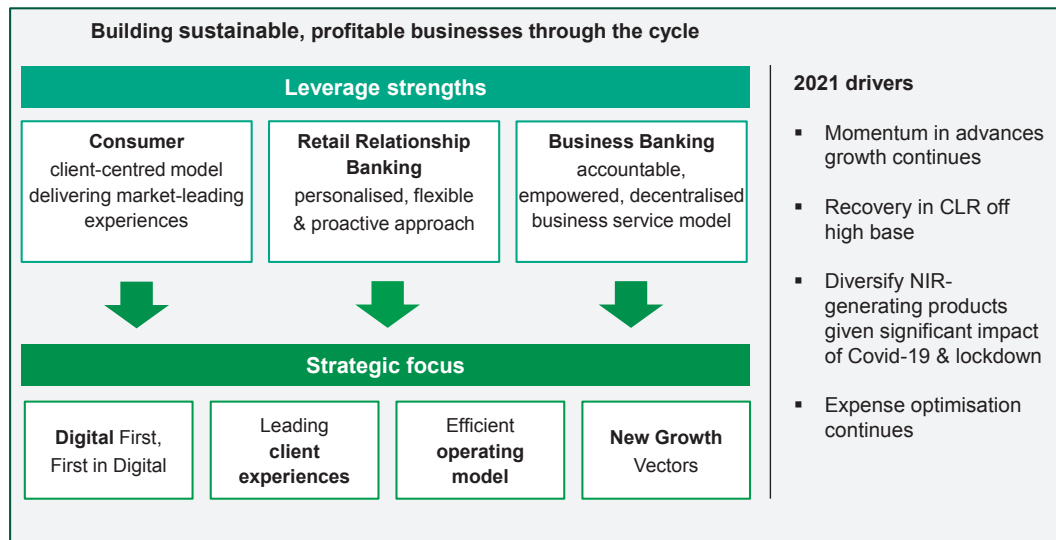 Building sustainable, profitable businesses through the cycle
Leverage strengths
Consumer
client-centred model
delivering market-leading
experiences
Retail Relationship
Banking
personalised, flexible
& proactive approach
Business Banking
accountable,
empowered, decentralised
business service model
Strategic focus
Digital First,
First in Digital
Leading
client
experiences
Efficient
operating
model
New Growth
Vectors
2021 drivers
▪ Momentum in advances
growth continues
▪ Recovery in CLR off
high base
▪ Diversify NIR-
generating products
given significant impact
of Covid-19 & lockdown
▪ Expense optimisation
continues